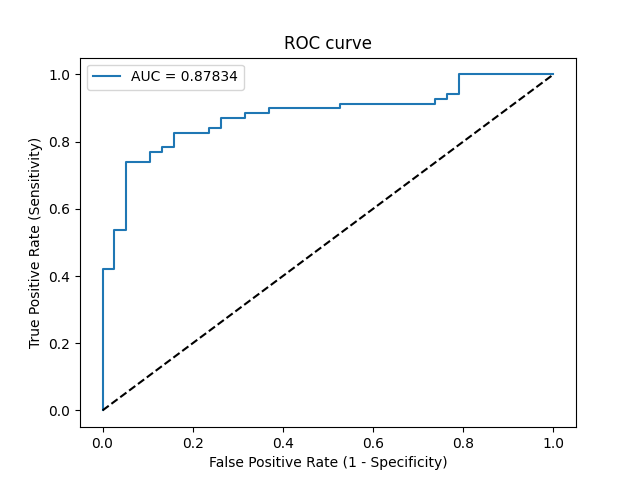 ROC curve
AUC = 0.87834
True Positive Rate (Sensitivity)
1.0
0.8
0.6
0.4
0.2
0.0
0.0 0.2 0.4 0.6 0.8 1.0
False Positive Rate (1 - Specificity)